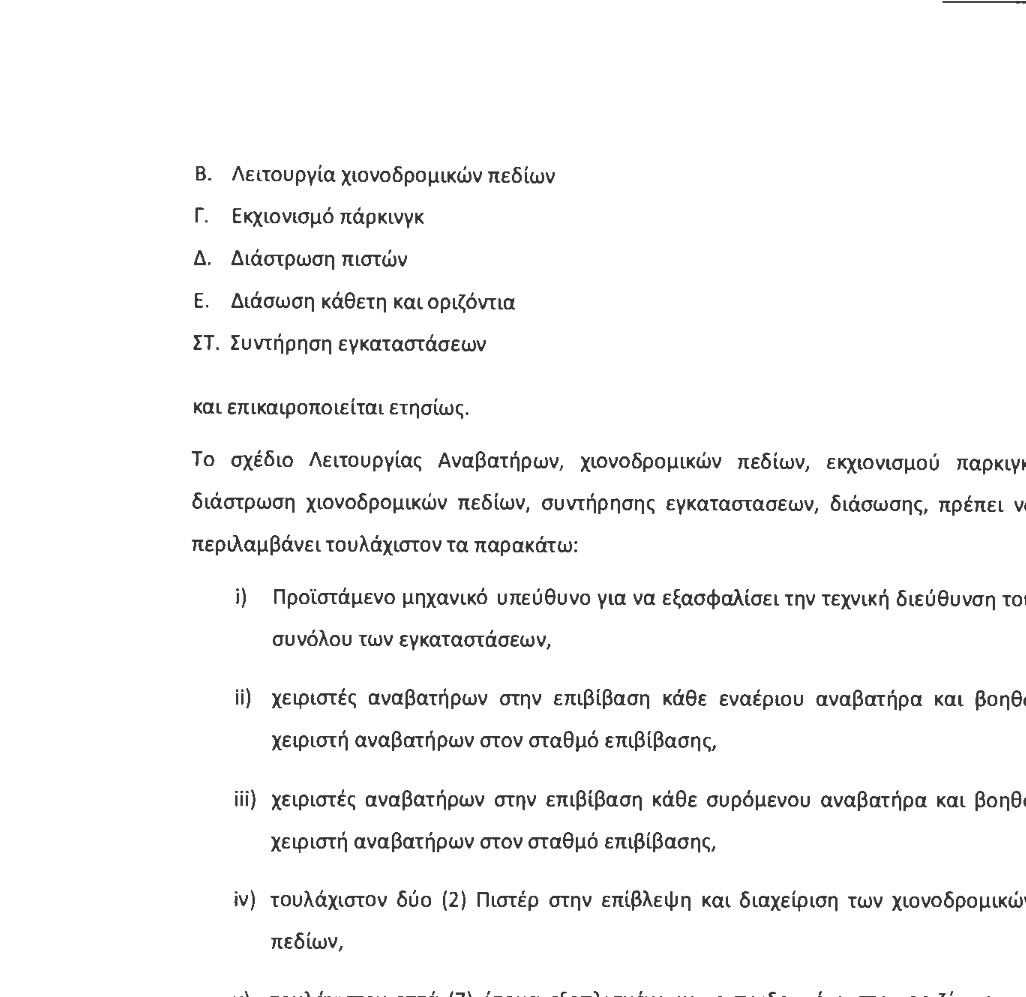 Β. Λειτουργία χιονοδρομικών πεδίων
Γ. Εκχιονισμό πάρκινγκ
Δ. Διάστρωση πιστών
Ε. Διάσωση κάθετη και οριζόντια
ΣΤ. Συντήρηση εγκαταστάσεων
και επικαιροποιείται ετησίως.
Το σχέδιο Λειτουργίας Αναβατήρων, χιονοδρομικών πεδίων, εκχιονισμού παρκιγκ
διάστρωση χιονοδρομικών πεδίων, συντήρησης εγκαταστασεων, διάσωσης, πρέπει
περιλαμβάνει τουλάχιστον τα παρακάτω:
i) Προϊστάμενο μηχανικό υπεύθυνο για να εξασφαλίσει την τεχνική διεύθυνση
συνόλου των εγκαταστάσεων,
ii) χειριστές αναβατήρων στην επιβίβαση κάθε εναέριου αναβατήρα και
χειριστή αναβατήρων στον σταθμό επιβίβασης,
iii) χειριστές αναβατήρων στην επιβίβαση κάθε συρόμενου αναβατήρα και
χειριστή αναβατήρων στον σταθμό επιβίβασης,
iv) τουλάχιστον δύο (2) Πιστέρ στην επίβλεψη και διαχείριση των χιονοδρομικών
πεδίων,